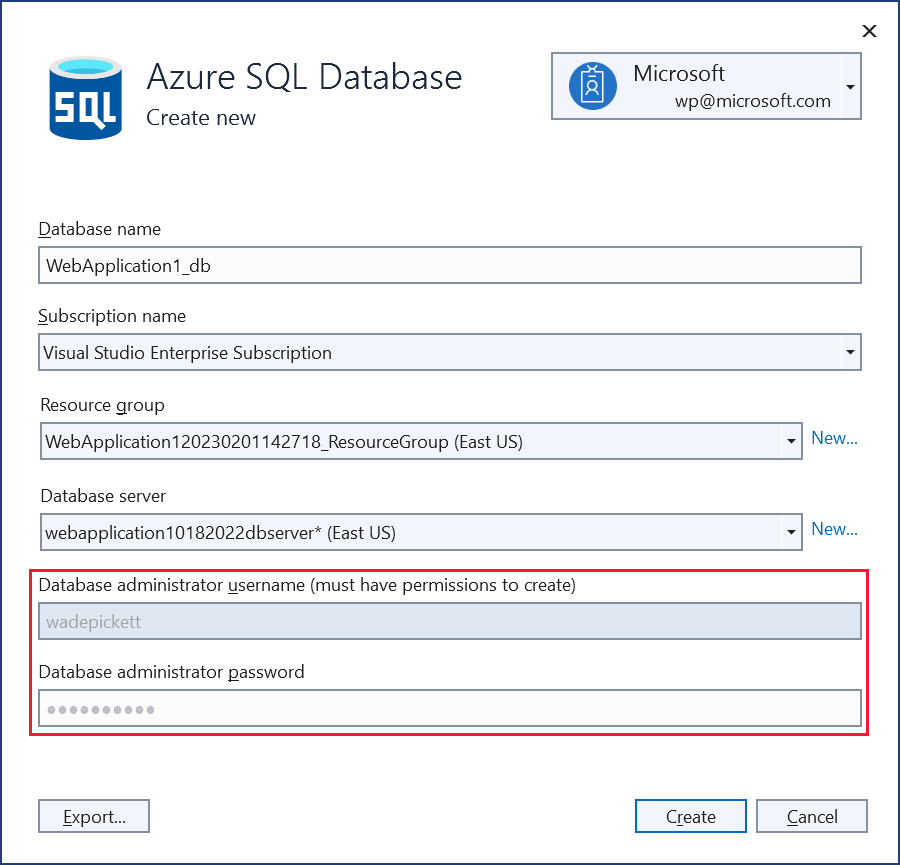 Azure SQL Database
Create new
Microsoft
wp@microsoft.com
SQL
Database name
WebApplication1_db
Subscription name
Visual Studio Enterprise Subscription
Resource group
WebApplication120230201142718_ResourceGroup (East US)
New...
Database server
webapplication10182022dbserver* (East US)
New...
Database administrator username (must have permissions to create)
wadepickett
Database administrator password
●●●●●●●●●●
Export...
Create
Cancel